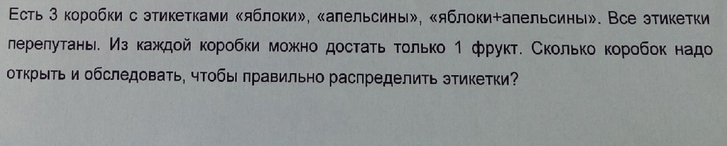 Есть 3 коробки с этикетками «яблоки», «апельсины», «яблоки+апельсины». Все этикетки
перепутаны. Из каждой коробки можно достать только 1 фрукт. Сколько коробок надо
открыть и обследовать, чтобы правильно распределить этикетки?